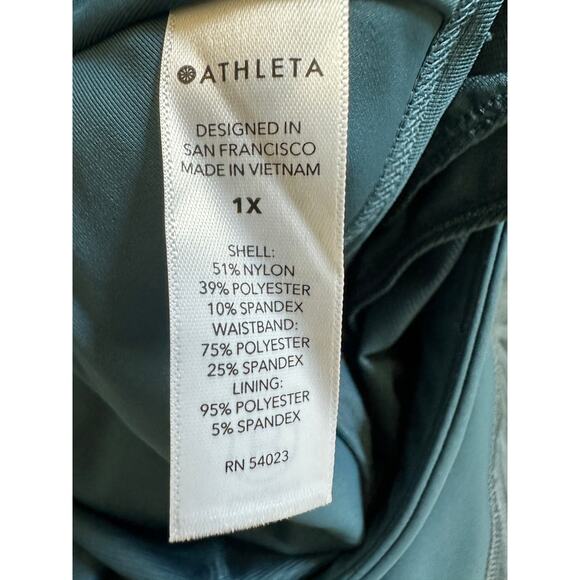 ATHLETA
DESIGNED IN
SAN FRANCISCO
MADE IN VIETNAM
1X
SHELL:
51% NYLON
39% POLYESTER
10% SPANDEX
WAISTBAND:
75% POLYESTER
25% SPANDEX
LINING:
95% POLYESTER
5% SPANDEX
RN 54023